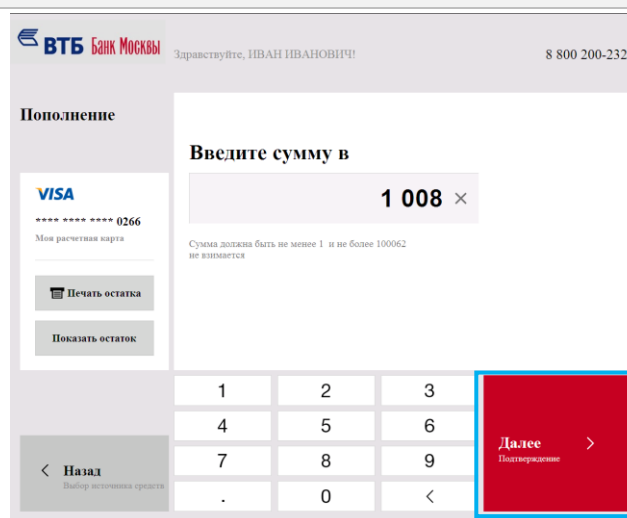 ВТБ Банк Москвы
Здравствуйте, ИВАН ИВАНОВИЧ!
8 800 200-232
Пополнение
Введите сумму в
1 008 ×
Сумма должна быть не менее 1 и не более 100062
не взимается
VISA
**** **** **** 0266
Моя расчетная карта
Печать остатка
Показать остаток
1 2 3
4 5 6
7 8 9
. 0 <
Далее >
Подтверждение
< Назад
Выбор источника средств